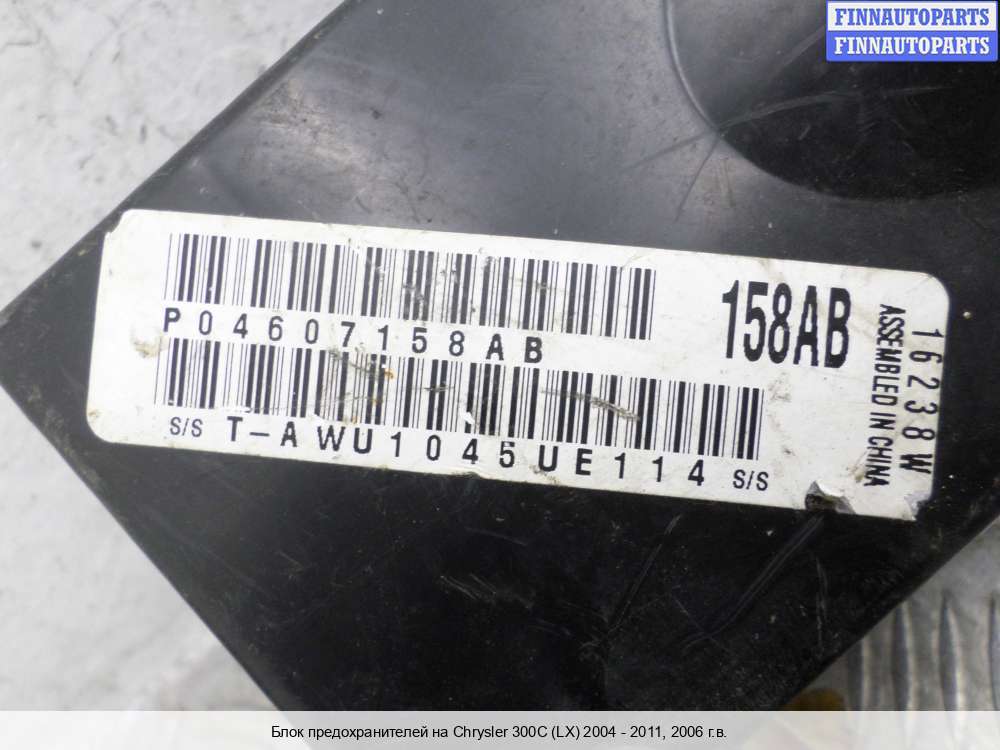 FINNAUTOPARTS
FINNAUTOPARTS
P04607158AB
158AB
S/S T-AWU1045UE114 S/S
ASSEMBLED IN CHINA
16238W
Блок предохранителей на Chrysler 300C (LX) 2004 - 2011, 2006 г.в.